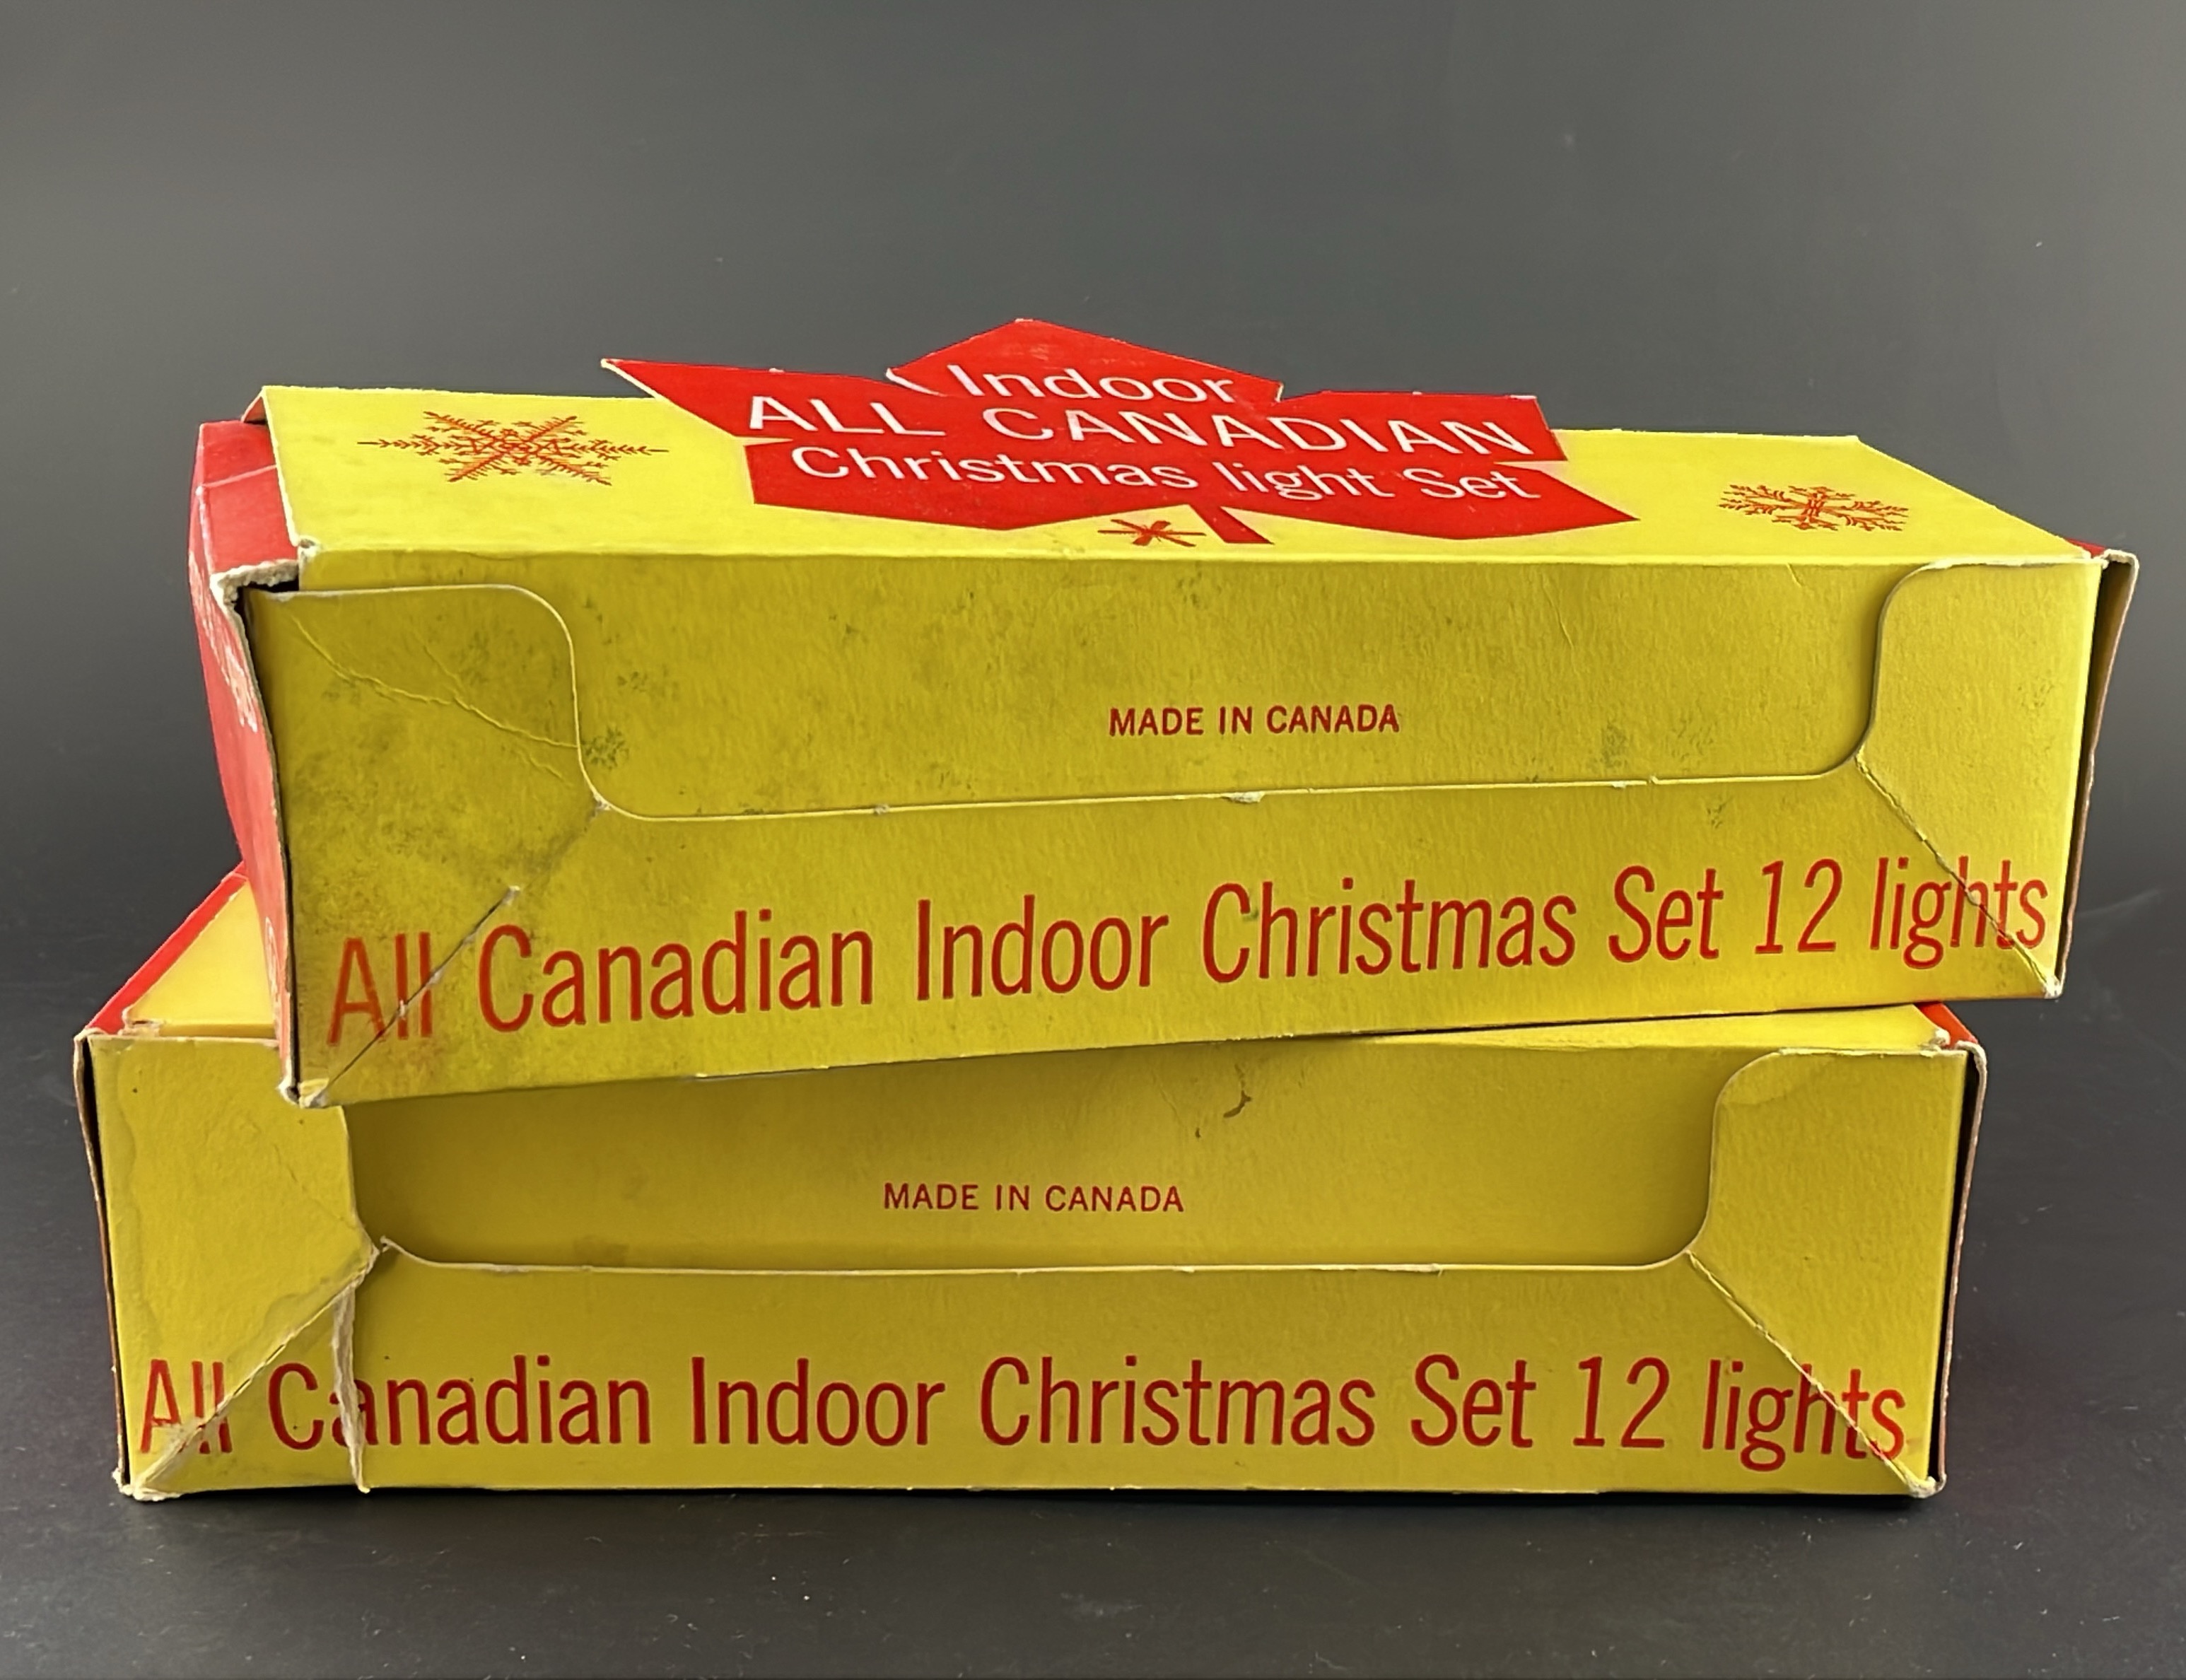 Indoor
ALL CANADIAN
Christmas light Set
MADE IN CANADA
All Canadian Indoor Christmas Set 12 lights
MADE IN CANADA
All Canadian Indoor Christmas Set 12 lights